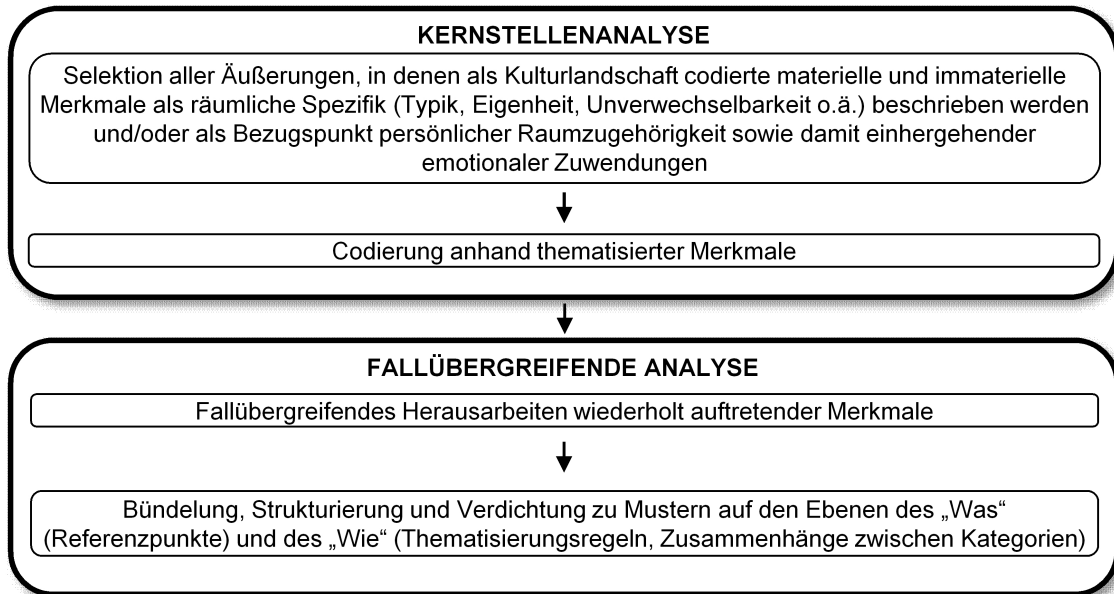 KERNSTELLENANALYSE
Selektion aller Äußerungen, in denen als Kulturlandschaft codierte materielle und immaterielle
Merkmale als räumliche Spezifik (Typik, Eigenheit, Unverwechselbarkeit o.ä.) beschrieben werden
und/oder als Bezugspunkt persönlicher Raumzugehörigkeit sowie damit einhergehender
emotionaler Zuwendungen
Codierung anhand thematisierter Merkmale
FALLÜBERGREIFENDE ANALYSE
Fallübergreifendes Herausarbeiten wiederholt auftretender Merkmale
Bündelung, Strukturierung und Verdichtung zu Mustern auf den Ebenen des „Was“
(Referenzpunkte) und des „Wie“ (Thematisierungsregeln, Zusammenhänge zwischen Kategorien)